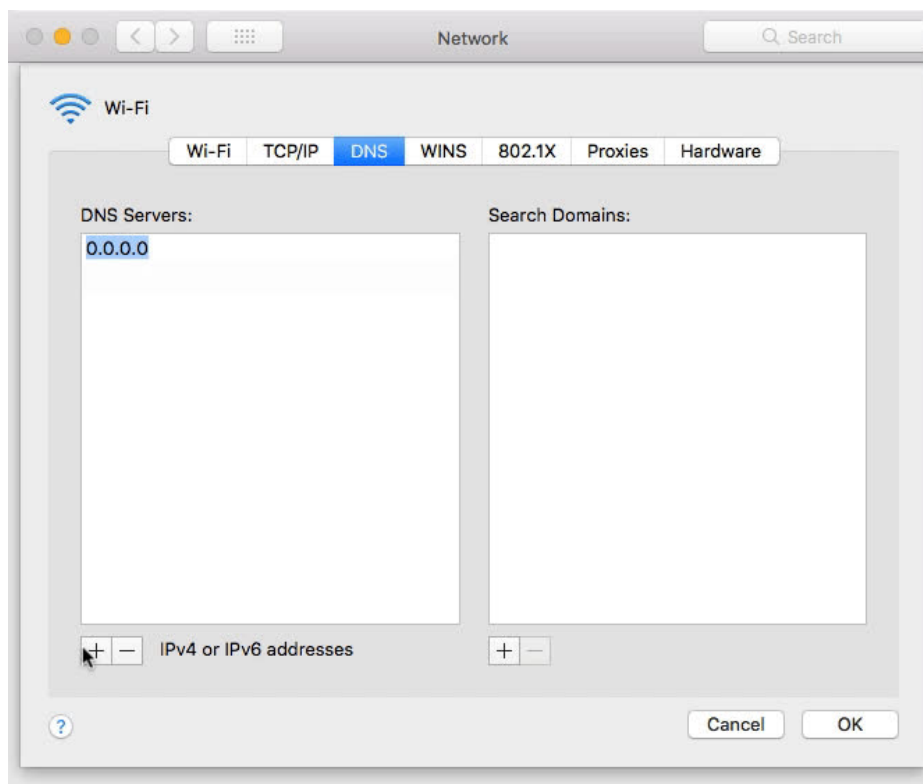 Network
Search
Wi-Fi
Wi-Fi TCP/IP DNS WINS 802.1X Proxies Hardware
DNS Servers:
Search Domains:
0.0.0.0
+ − IPv4 or IPv6 addresses
+ −
? Cancel OK